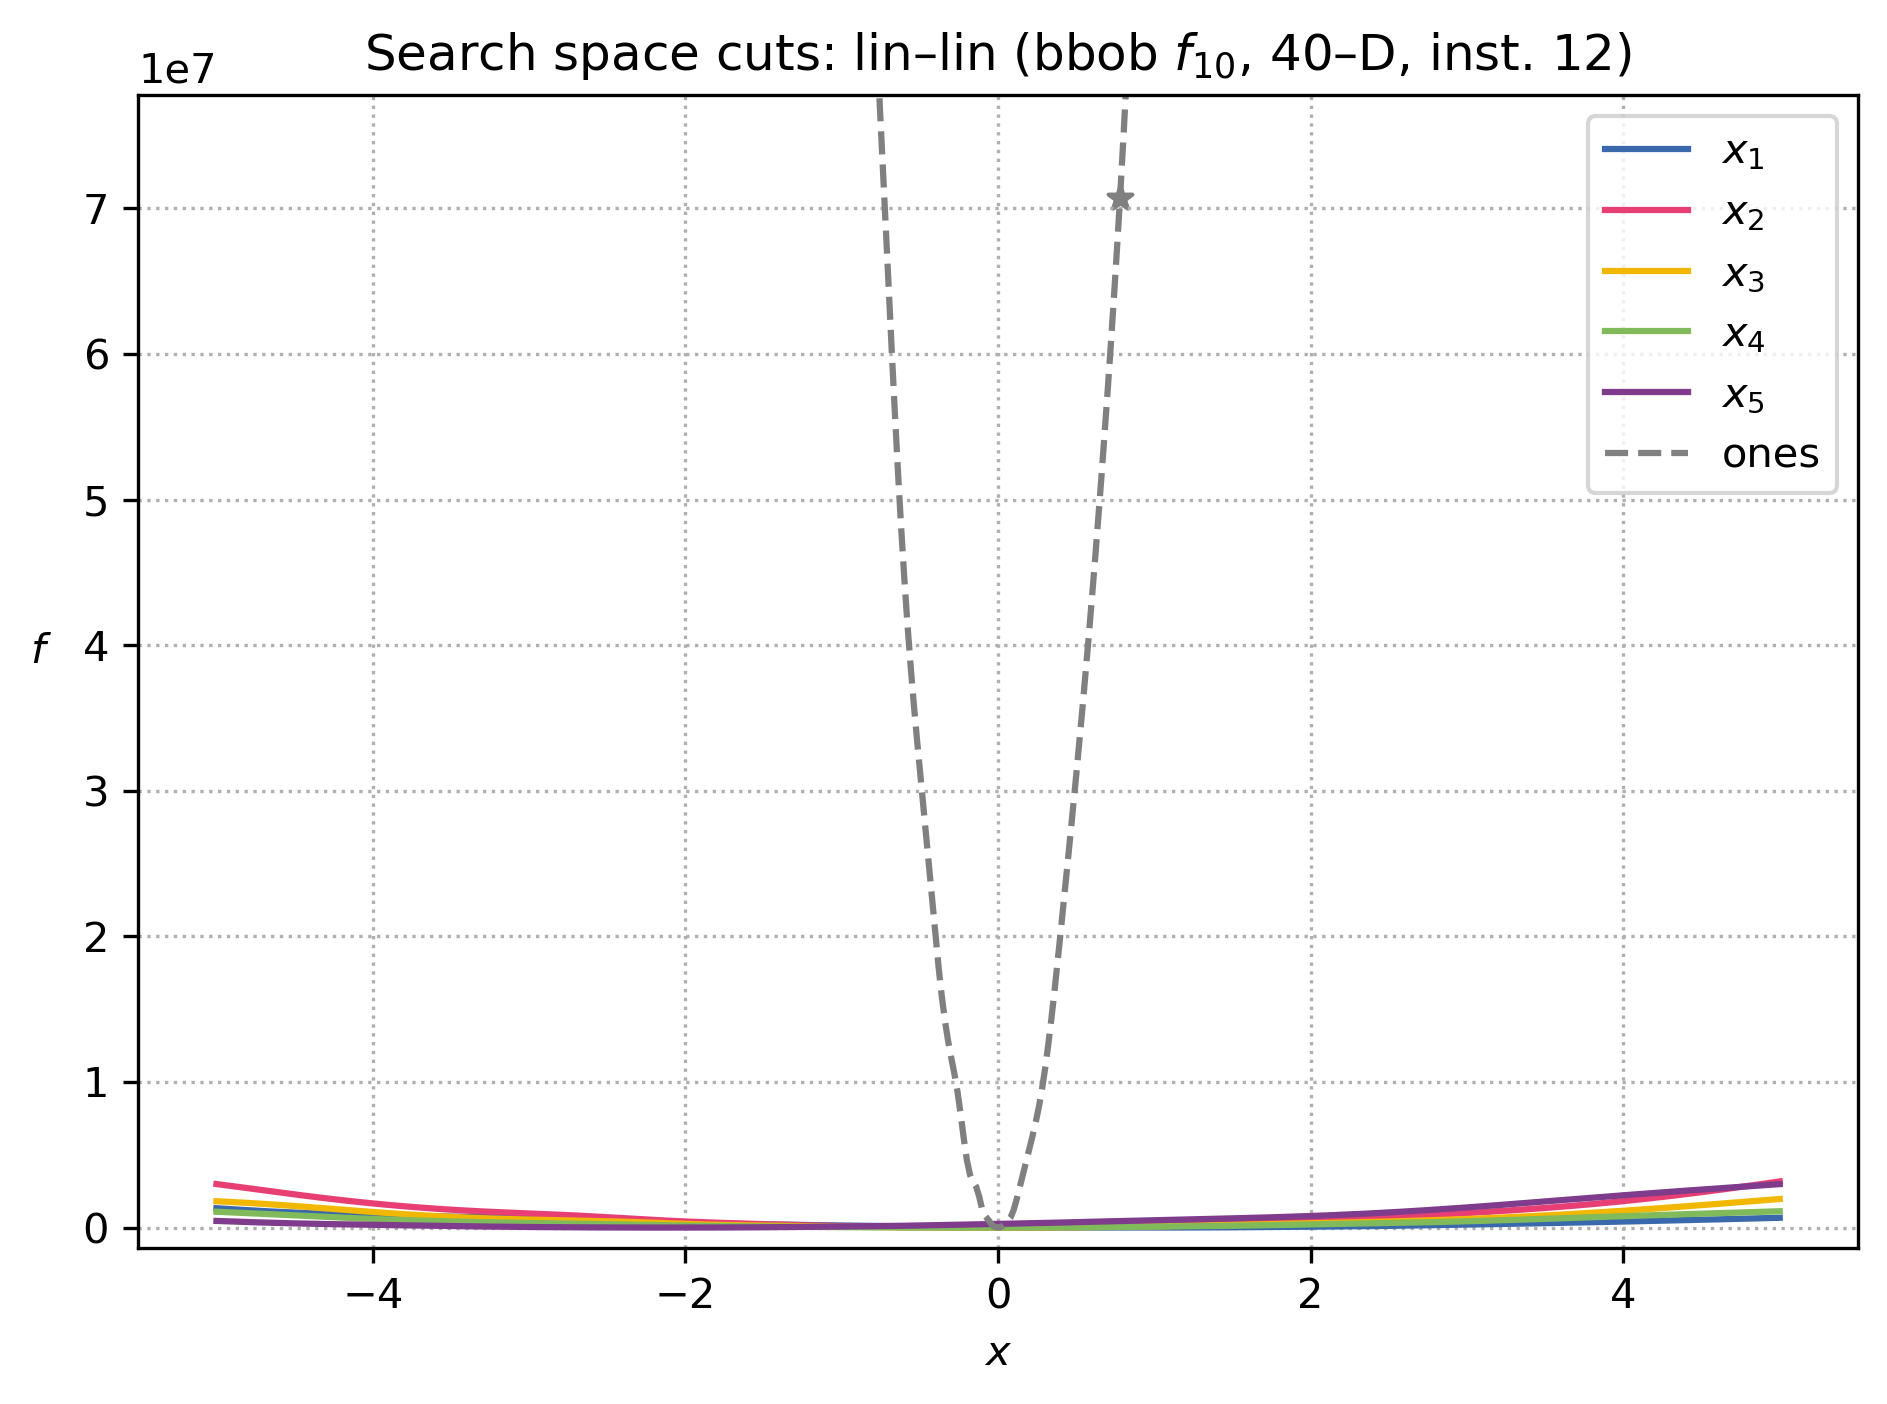 Search space cuts: lin–lin (bbob f₁₀, 40–D, inst. 12)
1e7
x₁
x₂
x₃
x₄
x₅
ones
7
6
5
4
3
2
1
0
f
−4 −2 0 2 4
x